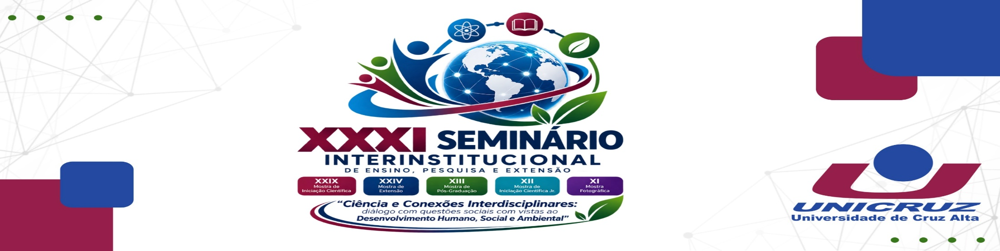 XXXI SEMINÁRIO
INTERINSTITUCIONAL
DE ENSINO, PESQUISA E EXTENSÃO
XXIX
Mostra de
Iniciação Científica
XXIV
Mostra de
Extensão
XIII
Mostra de
Pós-Graduação
XII
Mostra de
Iniciação Científica Jr.
XI
Mostra
Fotográfica
“Ciência e Conexões Interdisciplinares:
diálogo com questões sociais com vistas ao
Desenvolvimento Humano, Social e Ambiental”
UNICRUZ
Universidade de Cruz Alta